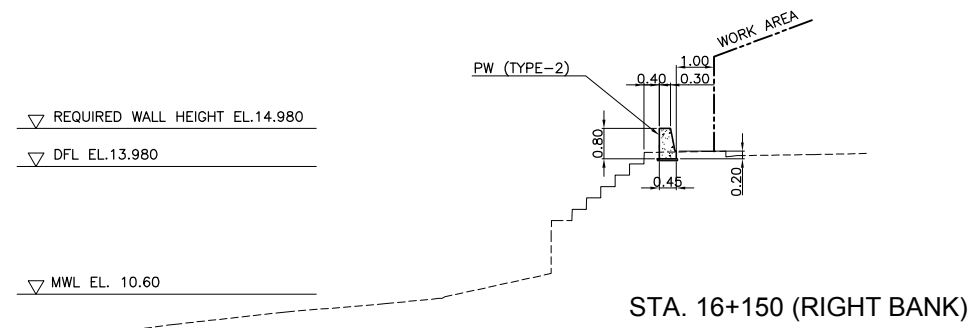 WORK AREA
1.00
PW (TYPE-2)
0.40
0.30
REQUIRED WALL HEIGHT EL.14.980
0.80
DFL EL.13.980
0.45
0.20
MWL EL. 10.60
STA. 16+150 (RIGHT BANK)